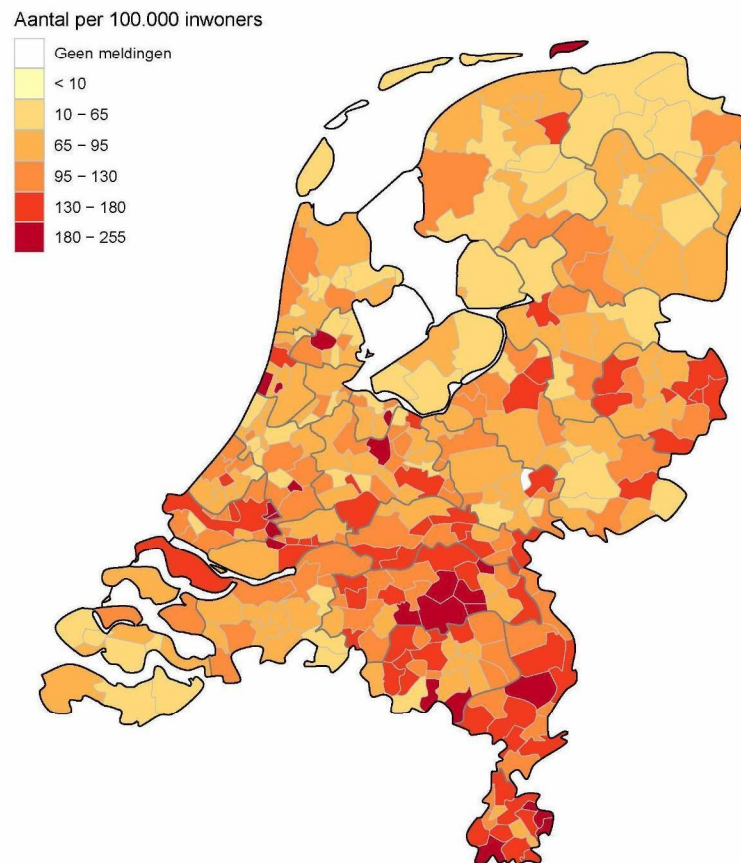 Aantal per 100.000 inwoners
Geen meldingen
< 10
10 − 65
65 − 95
95 − 130
130 − 180
180 − 255